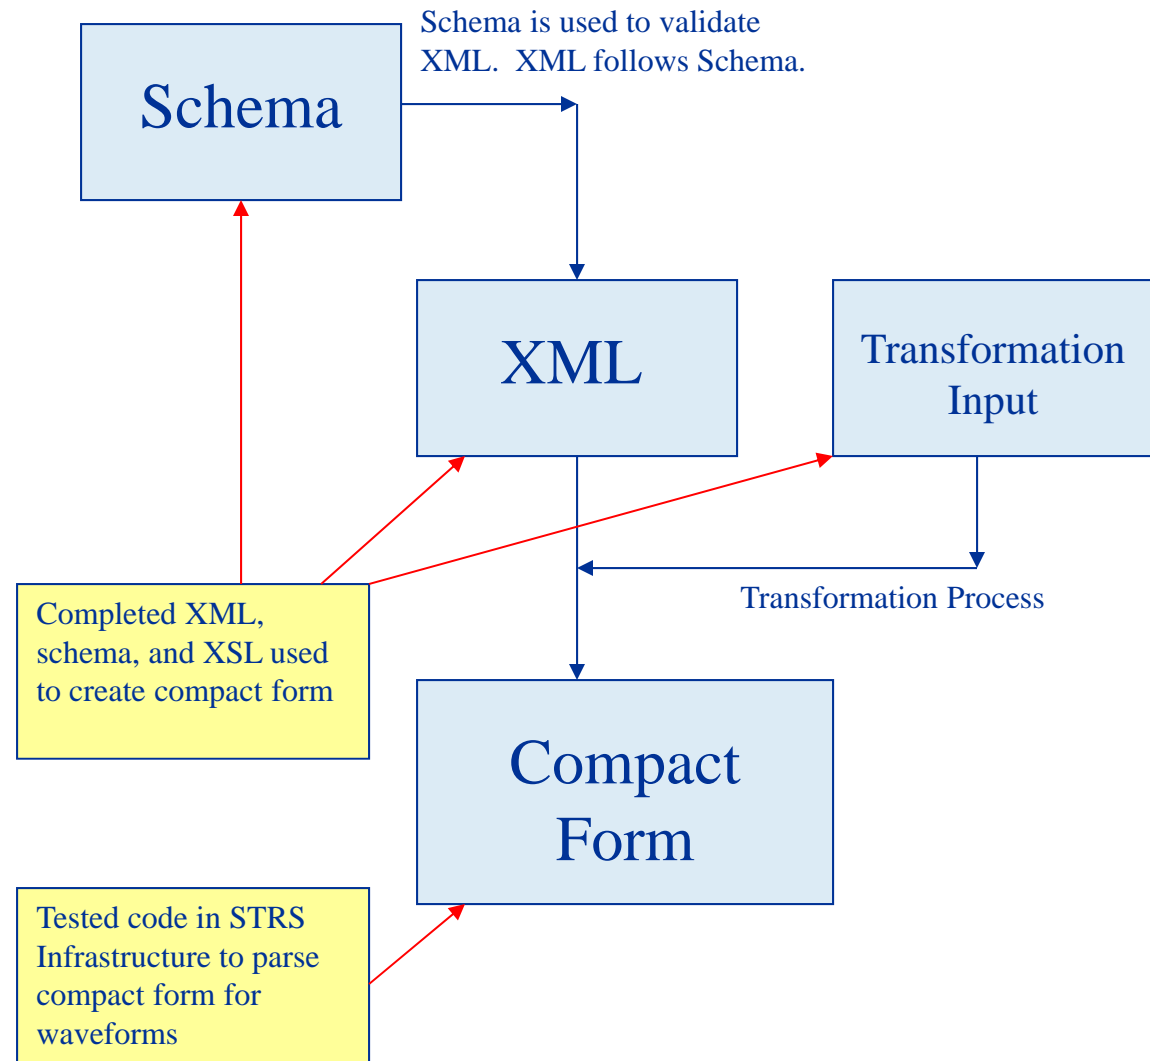 Schema is used to validate
XML.  XML follows Schema.
Schema
XML
Transformation
Input
Transformation Process
Completed XML,
schema, and XSL used
to create compact form
Compact
Form
Tested code in STRS
Infrastructure to parse
compact form for
waveforms